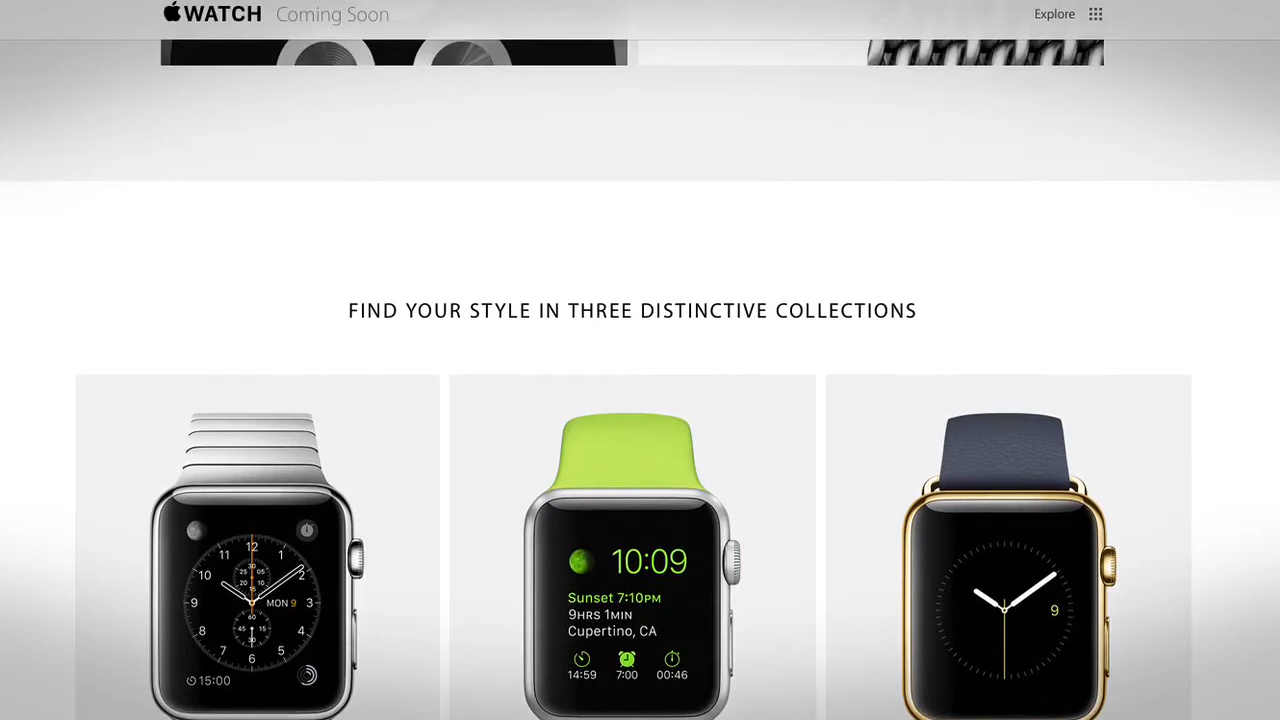 WATCH Coming Soon
Explore
FIND YOUR STYLE IN THREE DISTINCTIVE COLLECTIONS
12
11 1
10 2
9 3
8 4
7 5
6
MON 9
15:00
10:09
Sunset 7:10PM
9HRS 1MIN
Cupertino, CA
14:59 7:00 00:46
9